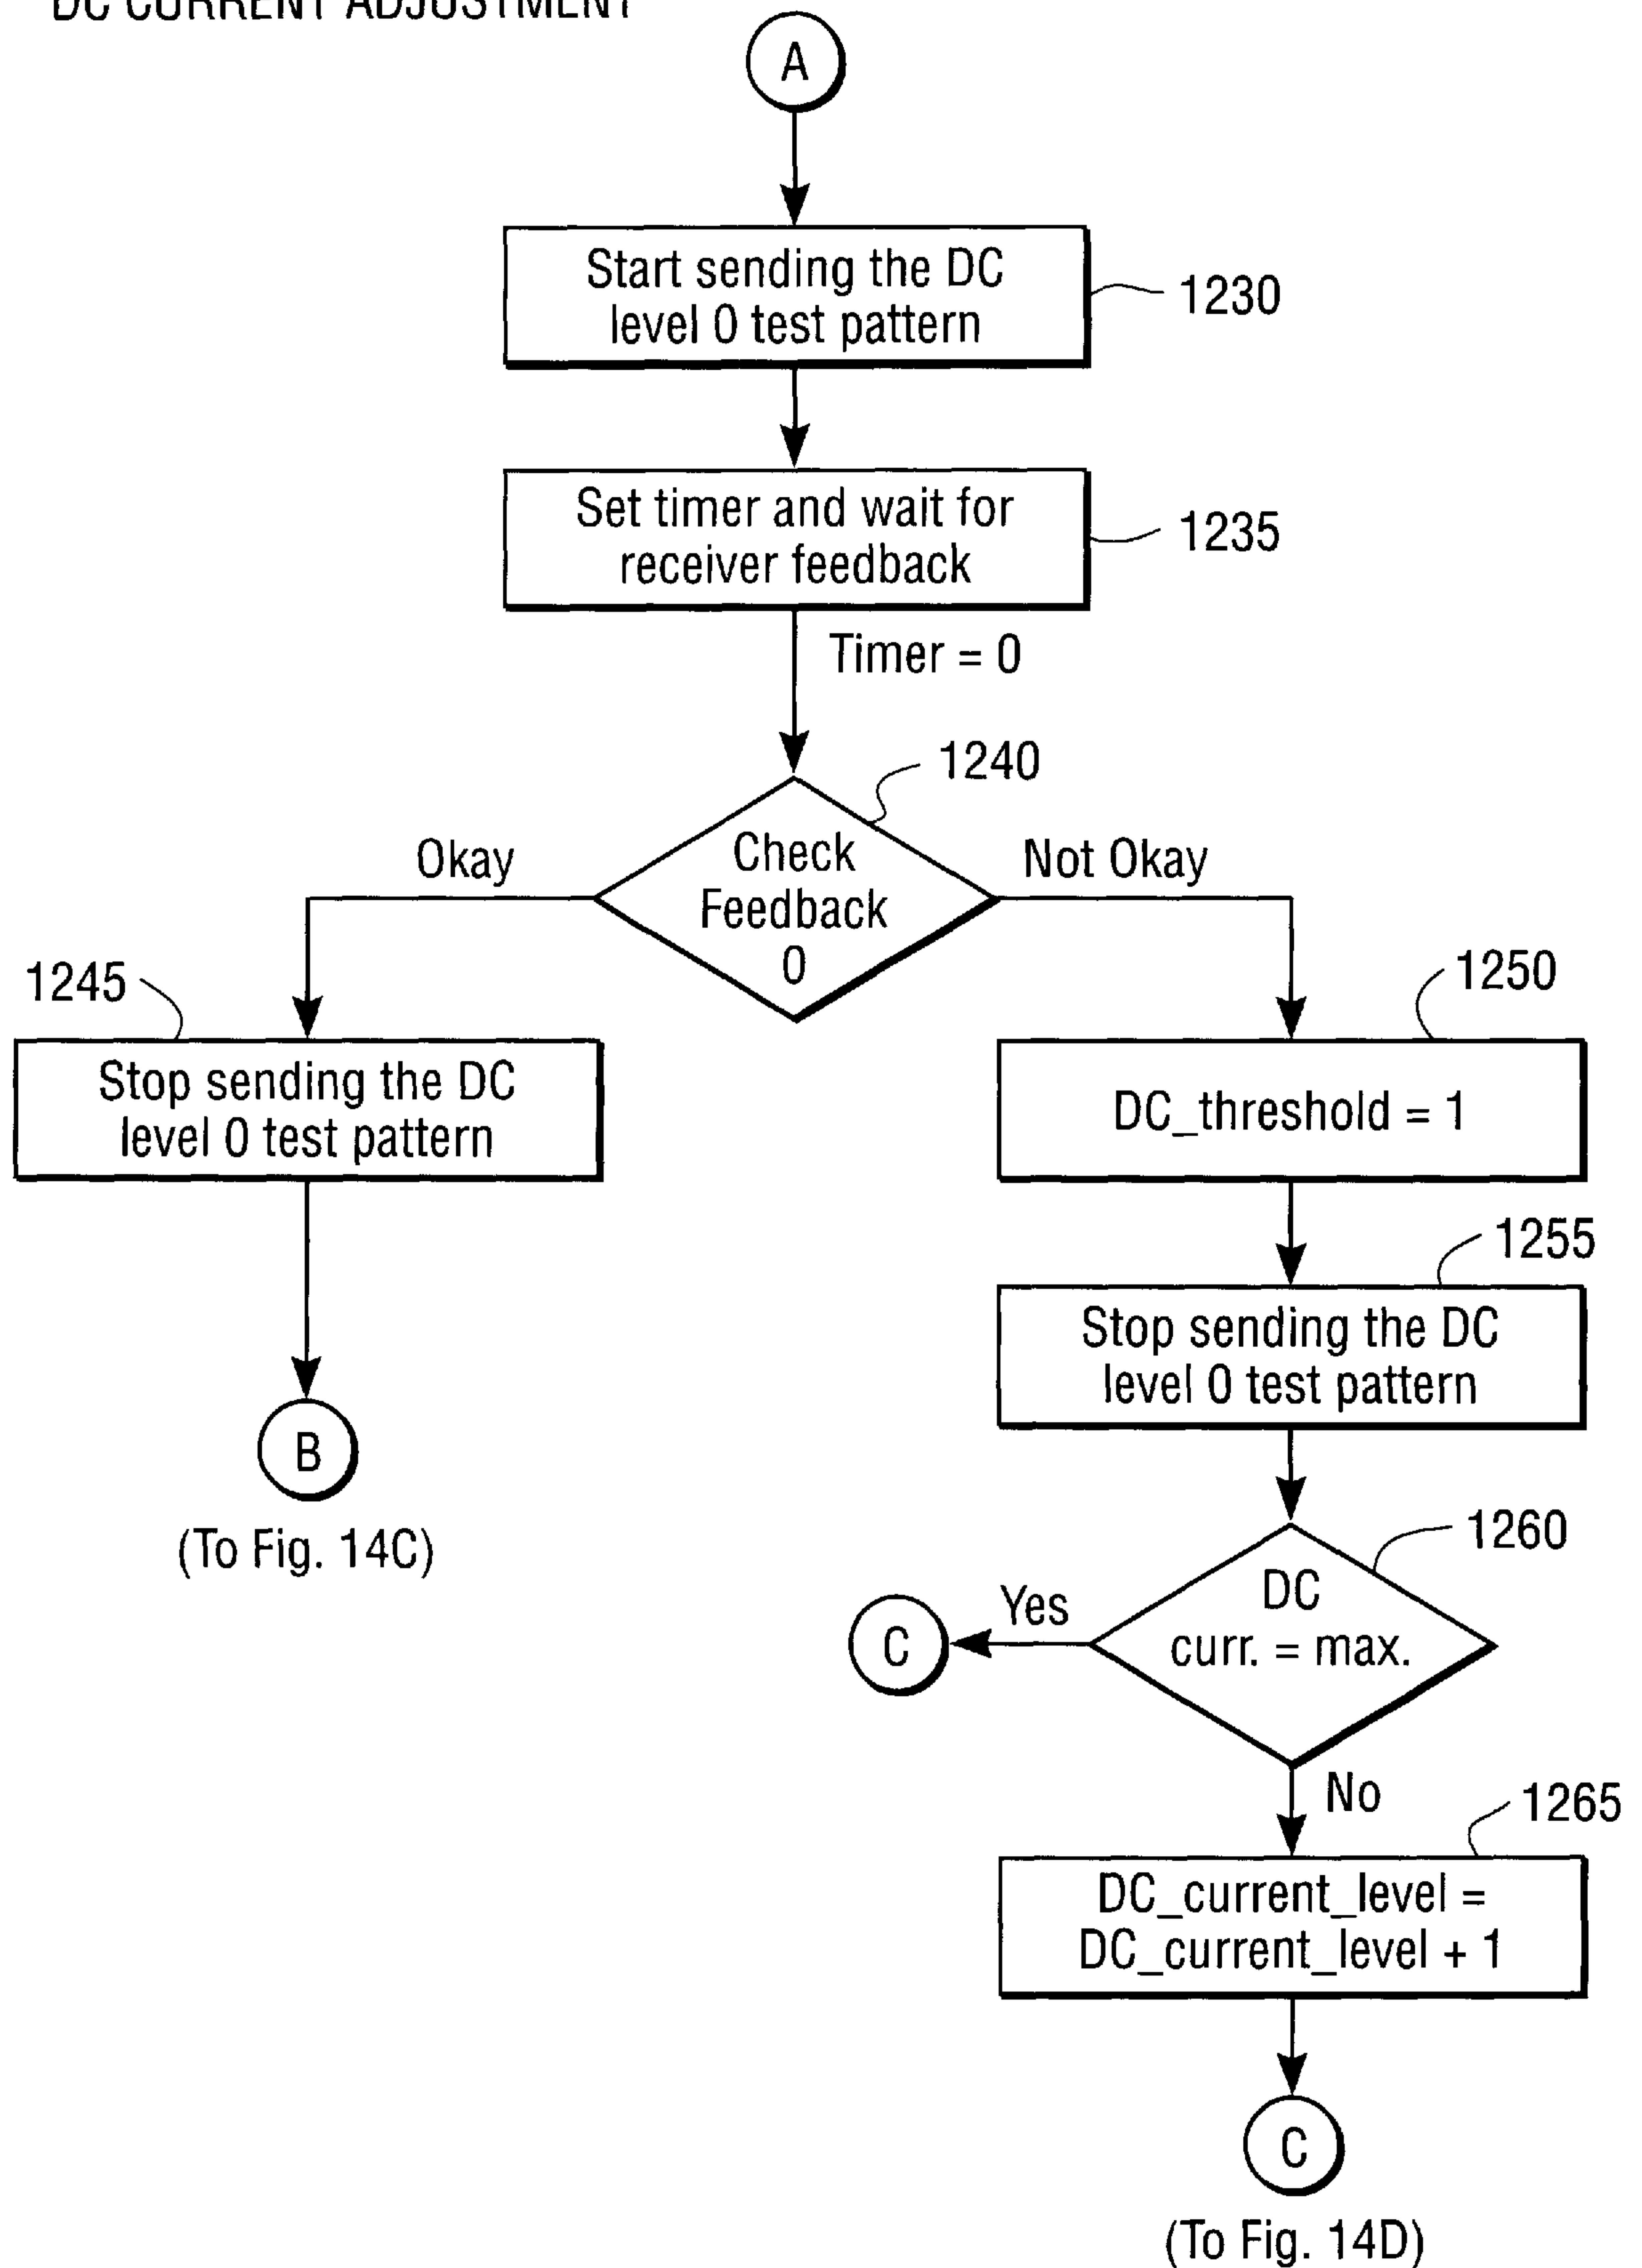 DC CURRENT ADJUSTMENT
A
Start sending the DC
level 0 test pattern
1230
Set timer and wait for
receiver feedback
1235
Timer = 0
1240
Check
Feedback
0
Okay
Not Okay
1245
Stop sending the DC
level 0 test pattern
B
(To Fig. 14C)
1250
DC_threshold = 1
1255
Stop sending the DC
level 0 test pattern
1260
DC
curr. = max.
Yes
C
No
1265
DC_current_level =
DC_current_level + 1
C
(To Fig. 14D)